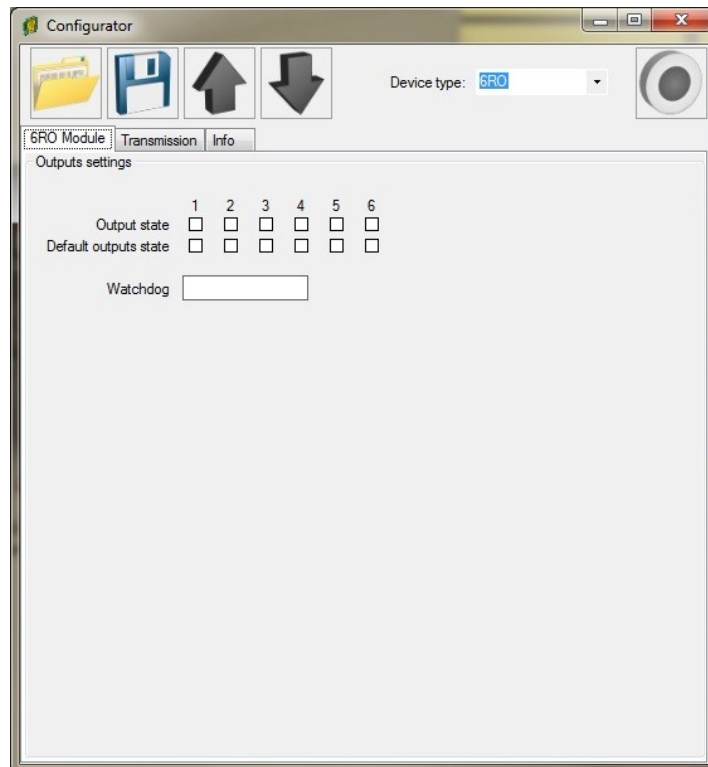 Configurator
Device type: 6RO
6RO Module Transmission Info
Outputs settings
1 2 3 4 5 6
Output state
Default outputs state
Watchdog